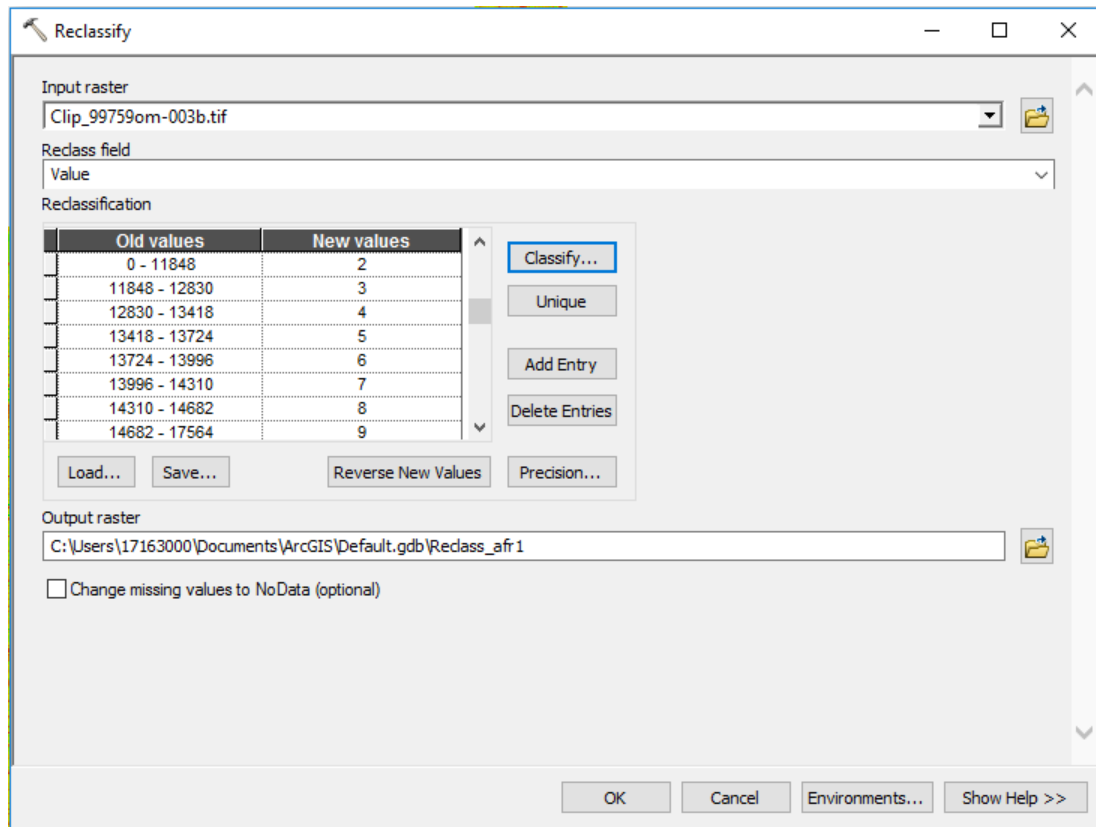 Reclassify
Input raster
Clip_99759om-003b.tif
Reclass field
Value
Reclassification
Old values New values
0 - 11848 2
11848 - 12830 3
12830 - 13418 4
13418 - 13724 5
13724 - 13996 6
13996 - 14310 7
14310 - 14682 8
14682 - 17564 9
Classify...
Unique
Add Entry
Delete Entries
Load... Save... Reverse New Values Precision...
Output raster
C:\Users\17163000\Documents\ArcGIS\Default.gdb\Reclass_afr1
Change missing values to NoData (optional)
OK Cancel Environments... Show Help >>